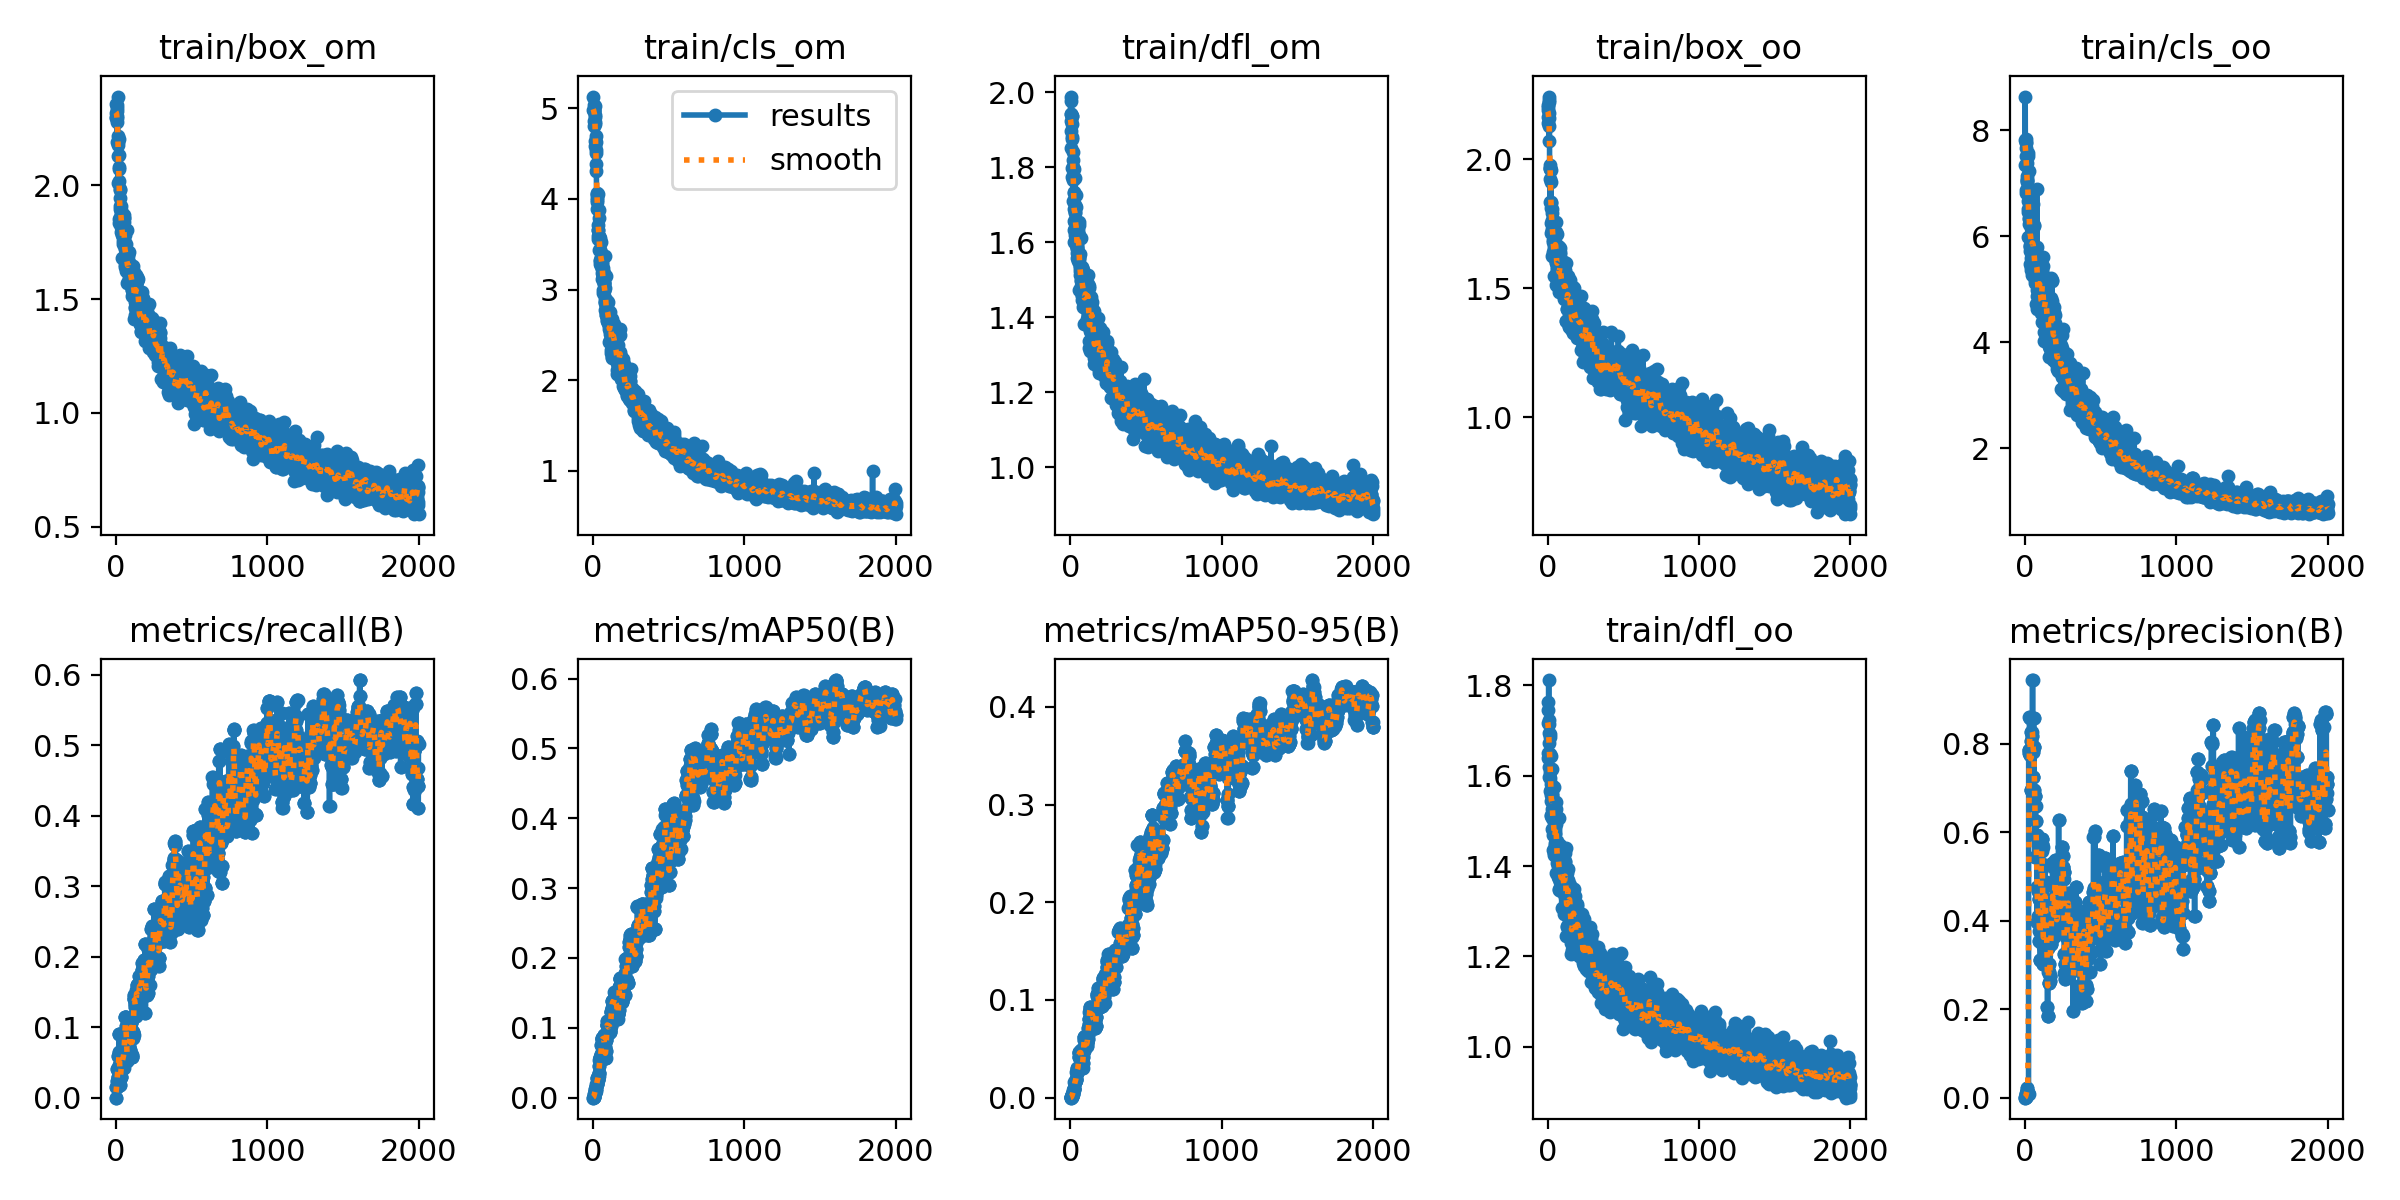 train/box_om
train/cls_om
train/dfl_om
train/box_oo
train/cls_oo
2.0
1.5
1.0
0.5
0 1000 2000
5
4
3
2
1
results
smooth
0 1000 2000
2.0
1.8
1.6
1.4
1.2
1.0
0 1000 2000
2.0
1.5
1.0
0 1000 2000
8
6
4
2
0 1000 2000
metrics/recall(B)
metrics/mAP50(B)
metrics/mAP50-95(B)
train/dfl_oo
metrics/precision(B)
0.6
0.5
0.4
0.3
0.2
0.1
0.0
0 1000 2000
0.6
0.5
0.4
0.3
0.2
0.1
0.0
0 1000 2000
0.4
0.3
0.2
0.1
0.0
0 1000 2000
1.8
1.6
1.4
1.2
1.0
0 1000 2000
0.8
0.6
0.4
0.2
0.0
0 1000 2000